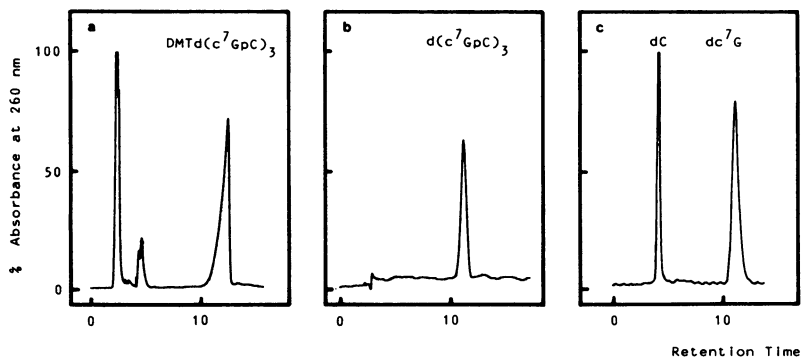 a DMTd(c⁷GpC)₃
b d(c⁷GpC)₃
c dC dc⁷G
% Absorbance at 260 nm
100
50
0
0 10
0 10
0 10
Retention Time